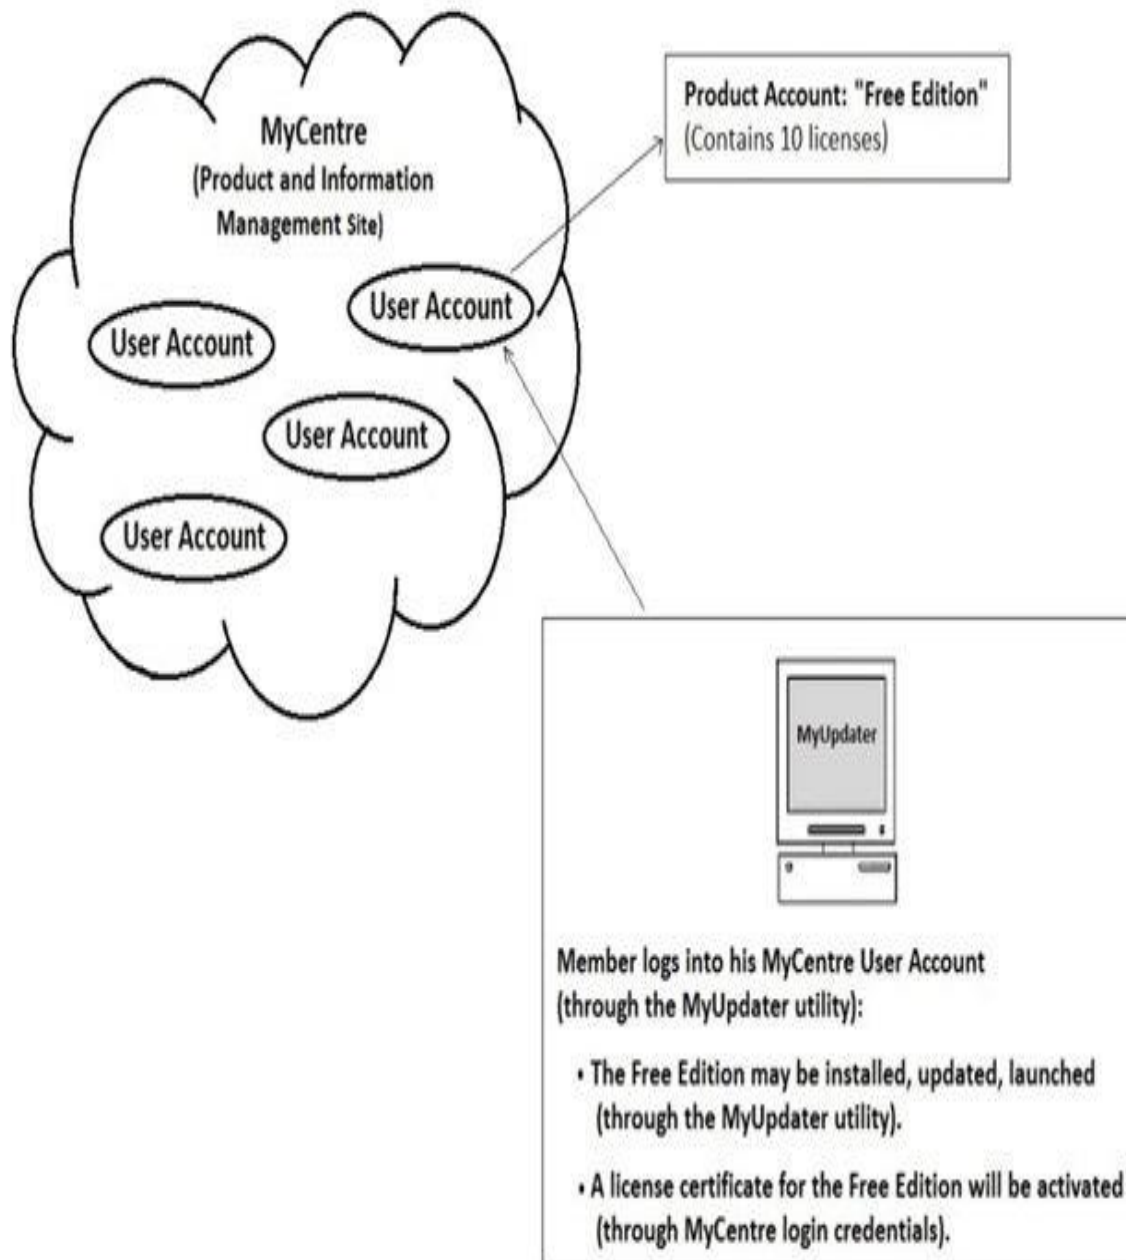 MyCentre
(Product and Information
Management Site)
Product Account: "Free Edition"
(Contains 10 licenses)
User Account
User Account
User Account
User Account
MyUpdater
Member logs into his MyCentre User Account
(through the MyUpdater utility):
• The Free Edition may be installed, updated, launched
(through the MyUpdater utility).
• A license certificate for the Free Edition will be activated
(through MyCentre login credentials).